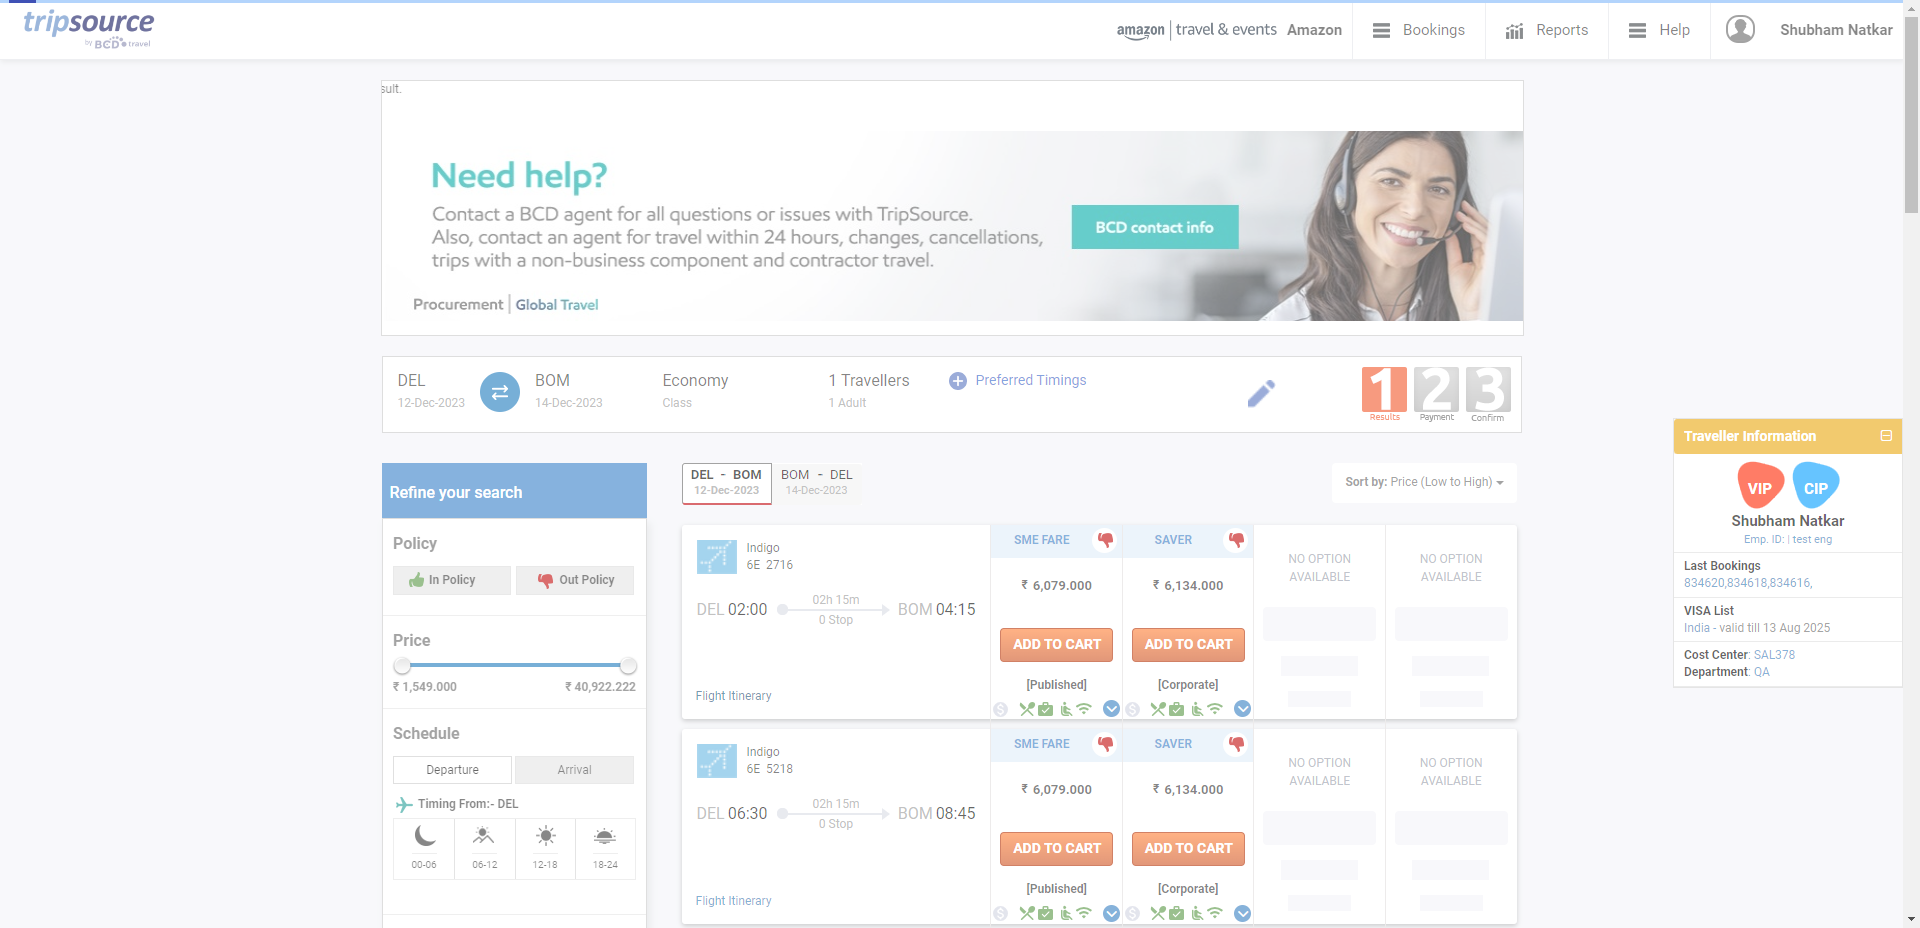 tripsource
by BCD travel
amazon | travel & events Amazon
Bookings
Reports
Help
Shubham Natkar
sult.
Need help?
Contact a BCD agent for all questions or issues with TripSource.
Also, contact an agent for travel within 24 hours, changes, cancellations,
trips with a non-business component and contractor travel.
BCD contact info
Procurement | Global Travel
DEL
12-Dec-2023
BOM
14-Dec-2023
Economy
Class
1 Travellers
1 Adult
Preferred Timings
1 2 3
Results Payment Confirm
Traveller Information
VIP CIP
Shubham Natkar
Emp. ID: | test eng
Last Bookings
834620,834618,834616,
VISA List
India - valid till 13 Aug 2025
Cost Center: SAL378
Department: QA
Refine your search
Policy
In Policy
Out Policy
Price
₹ 1,549.000
₹ 40,922.222
Schedule
Departure
Arrival
Timing From:- DEL
00-06 06-12 12-18 18-24
DEL - BOM
12-Dec-2023
BOM - DEL
14-Dec-2023
Sort by: Price (Low to High)
Indigo
6E 2716
DEL 02:00
02h 15m
0 Stop
BOM 04:15
Flight Itinerary
SME FARE
₹ 6,079.000
ADD TO CART
[Published]
SAVER
₹ 6,134.000
ADD TO CART
[Corporate]
NO OPTION
AVAILABLE
NO OPTION
AVAILABLE
Indigo
6E 5218
DEL 06:30
02h 15m
0 Stop
BOM 08:45
Flight Itinerary
SME FARE
₹ 6,079.000
ADD TO CART
[Published]
SAVER
₹ 6,134.000
ADD TO CART
[Corporate]
NO OPTION
AVAILABLE
NO OPTION
AVAILABLE